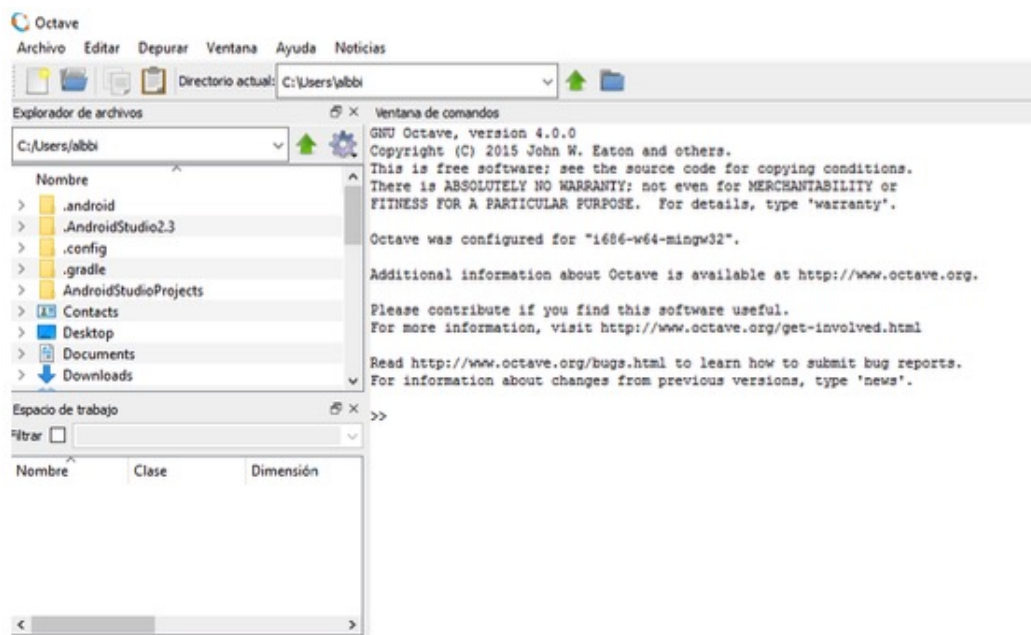 Octave
Archivo Editar Depurar Ventana Ayuda Noticias
Directorio actual: C:\Users\albbi
Explorador de archivos
C:/Users/albbi
Nombre
.android
.AndroidStudio2.3
.config
.gradle
AndroidStudioProjects
Contacts
Desktop
Documents
Downloads
Espacio de trabajo
Filtrar
Nombre Clase Dimensión
Ventana de comandos
GNU Octave, version 4.0.0
Copyright (C) 2015 John W. Eaton and others.
This is free software; see the source code for copying conditions.
There is ABSOLUTELY NO WARRANTY; not even for MERCHANTABILITY or
FITNESS FOR A PARTICULAR PURPOSE.  For details, type 'warranty'.
Octave was configured for "i686-w64-mingw32".
Additional information about Octave is available at http://www.octave.org.
Please contribute if you find this software useful.
For more information, visit http://www.octave.org/get-involved.html
Read http://www.octave.org/bugs.html to learn how to submit bug reports.
For information about changes from previous versions, type 'news'.
>>